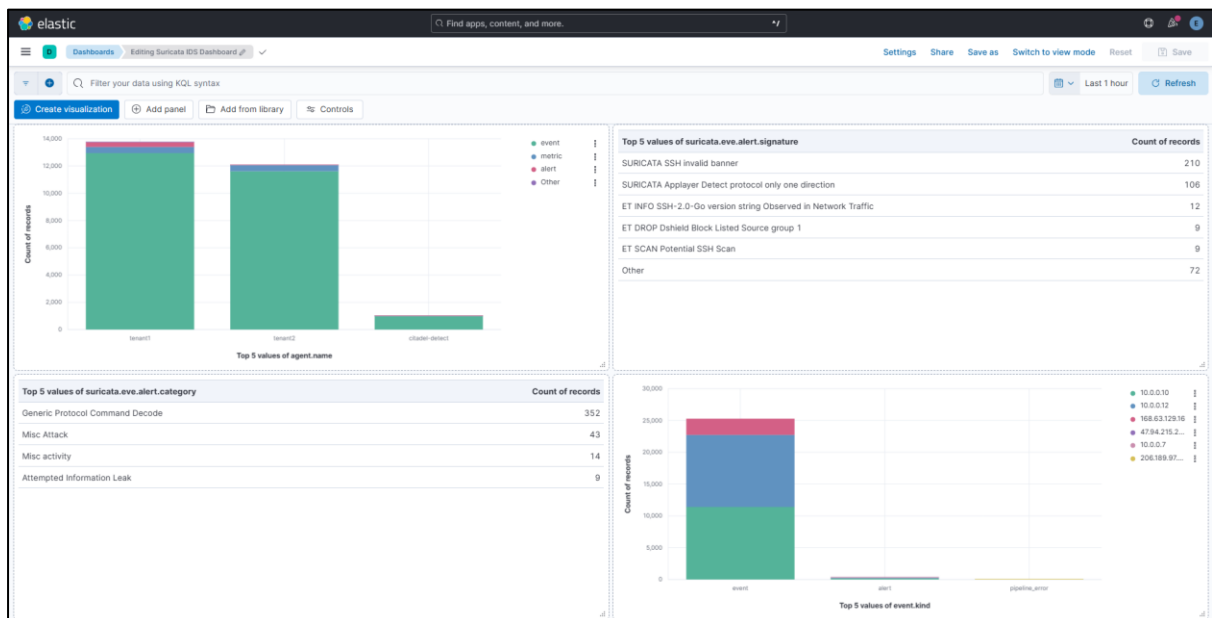 elastic
Find apps, content, and more.
^/
E
D
Dashboards
Editing Suricata IDS Dashboard
Settings
Share
Save as
Switch to view mode
Reset
Save
Filter your data using KQL syntax
Last 1 hour
Refresh
Create visualization
Add panel
Add from library
Controls
14,000
12,000
10,000
8,000
6,000
4,000
2,000
0
Count of records
tenant1
tenant2
citader-detect
Top 5 values of agent.name
event
metric
alert
Other
Top 5 values of suricata.eve.alert.signature Count of records
SURICATA SSH invalid banner 210
SURICATA Applayer Detect protocol only one direction 106
ET INFO SSH-2.0-Go version string Observed in Network Traffic 12
ET DROP Dshield Block Listed Source group 1 9
ET SCAN Potential SSH Scan 9
Other 72
Top 5 values of suricata.eve.alert.category Count of records
Generic Protocol Command Decode 352
Misc Attack 43
Misc activity 14
Attempted Information Leak 9
30,000
25,000
20,000
15,000
10,000
5,000
0
Count of records
event
alert
pipeline_error
Top 5 values of event.kind
10.0.0.10
10.0.0.12
168.63.129.16
47.94.215.2...
10.0.0.7
206.189.97....